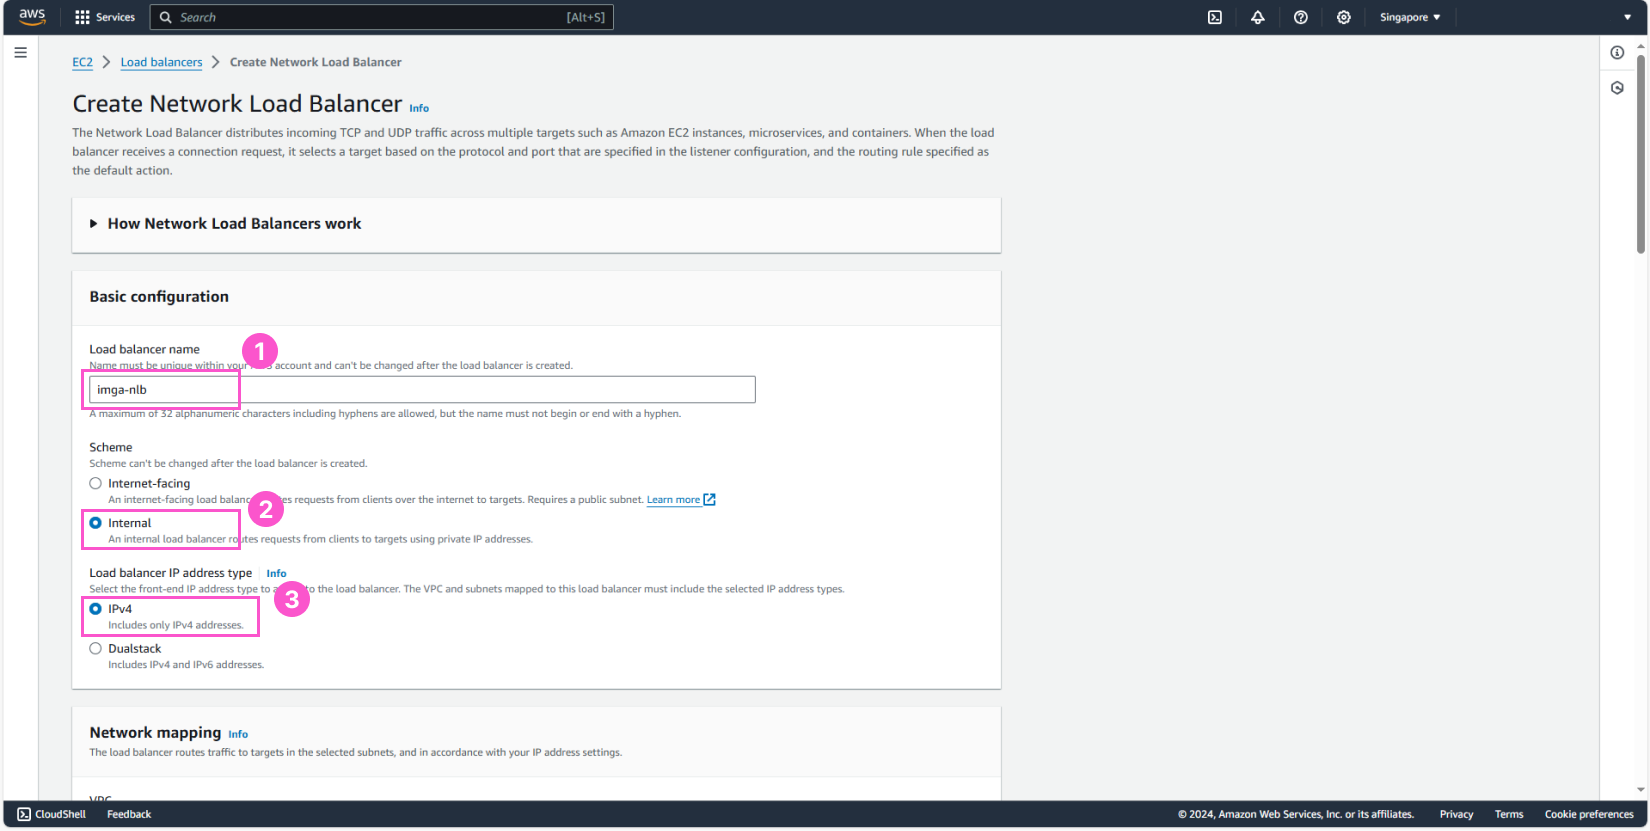 aws
Services
Search
[Alt+S]
Singapore
EC2 > Load balancers > Create Network Load Balancer
Create Network Load Balancer Info
The Network Load Balancer distributes incoming TCP and UDP traffic across multiple targets such as Amazon EC2 instances, microservices, and containers. When the load
balancer receives a connection request, it selects a target based on the protocol and port that are specified in the listener configuration, and the routing rule specified as
the default action.
How Network Load Balancers work
Basic configuration
Load balancer name
1
Name must be unique within your account and can't be changed after the load balancer is created.
imga-nlb
A maximum of 32 alphanumeric characters including hyphens are allowed, but the name must not begin or end with a hyphen.
Scheme
Scheme can't be changed after the load balancer is created.
Internet-facing
An internet-facing load requests from clients over the internet to targets. Requires a public subnet. Learn more
2
Internal
An internal load balancer routes requests from clients to targets using private IP addresses.
Load balancer IP address type Info
Select the front-end IP address type to to the load balancer. The VPC and subnets mapped to this load balancer must include the selected IP address types.
3
IPv4
Includes only IPv4 addresses.
Dualstack
Includes IPv4 and IPv6 addresses.
Network mapping Info
The load balancer routes traffic to targets in the selected subnets, and in accordance with your IP address settings.
VPC
CloudShell
Feedback
© 2024, Amazon Web Services, Inc. or its affiliates.
Privacy
Terms
Cookie preferences